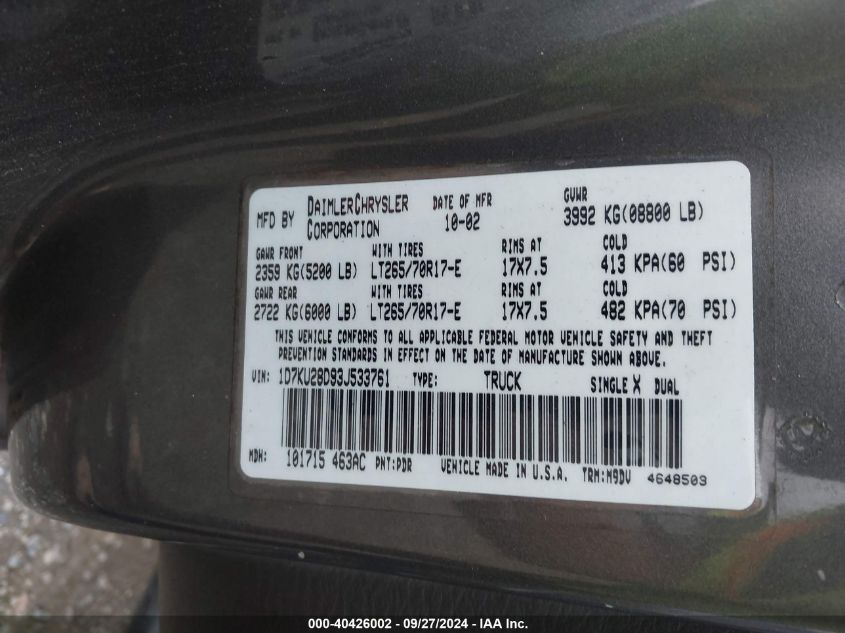 MFD BY DAIMLERCHRYSLER CORPORATION DATE OF MFR 10-02 GVWR 3992 KG(08800 LB)
GAWR FRONT WITH TIRES RIMS AT COLD
2359 KG(5200 LB) LT265/70R17-E 17X7.5 413 KPA(60 PSI)
GAWR REAR WITH TIRES RIMS AT COLD
2722 KG(6000 LB) LT265/70R17-E 17X7.5 482 KPA(70 PSI)
THIS VEHICLE CONFORMS TO ALL APPLICABLE FEDERAL MOTOR VEHICLE SAFETY AND THEFT
PREVENTION STANDARDS IN EFFECT ON THE DATE OF MANUFACTURE SHOWN ABOVE.
VIN: 1D7KU28D93J533761 TYPE: TRUCK SINGLE X DUAL
MDH: 101715 463AC PNT:PDR VEHICLE MADE IN U.S.A. TRM:M9DV 4648503
000-40426002 - 09/27/2024 - IAA Inc.